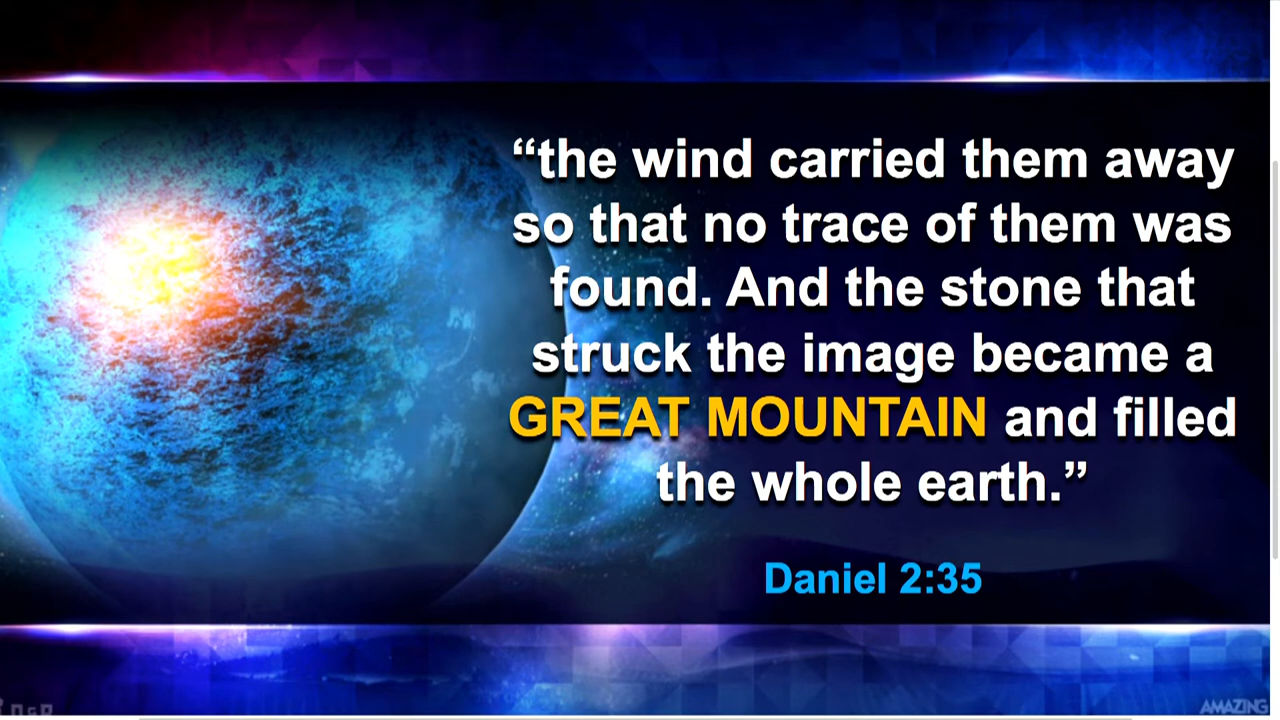 “the wind carried them away
so that no trace of them was
found. And the stone that
struck the image became a
GREAT MOUNTAIN and filled
the whole earth.”
Daniel 2:35
AMAZING